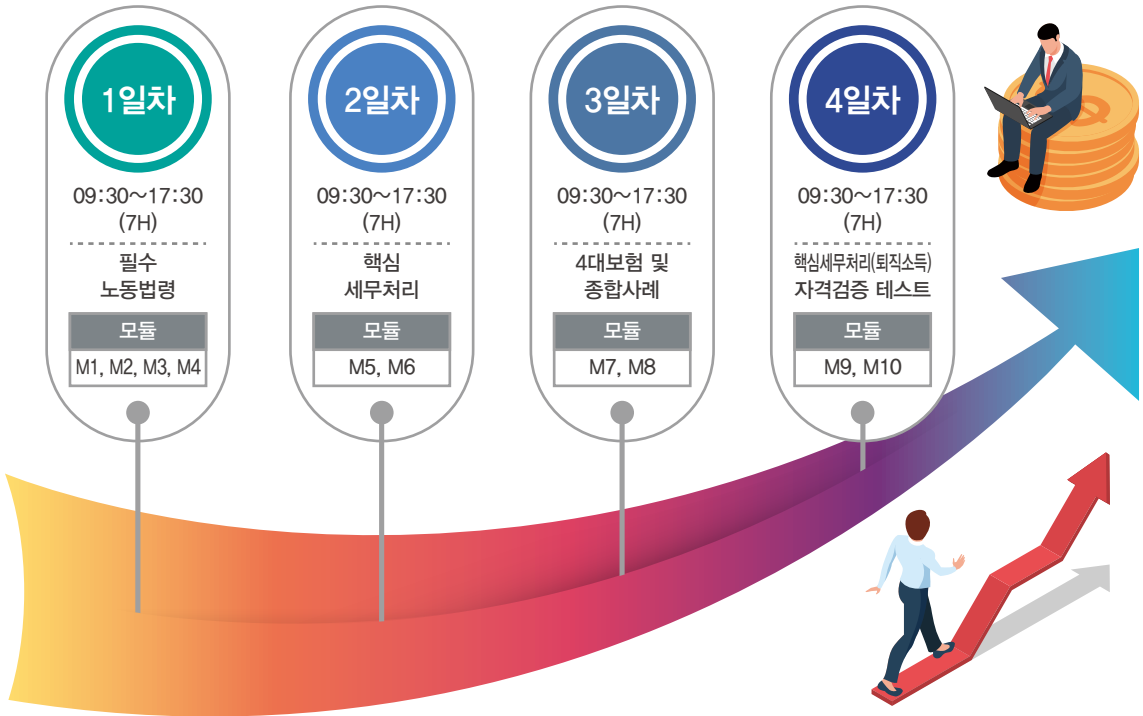 1일차
09:30~17:30
(7H)
필수
노동법령
모듈
M1, M2, M3, M4
2일차
09:30~17:30
(7H)
핵심
세무처리
모듈
M5, M6
3일차
09:30~17:30
(7H)
4대보험 및
종합사례
모듈
M7, M8
4일차
09:30~17:30
(7H)
핵심세무처리(퇴직소득)
자격검증 테스트
모듈
M9, M10